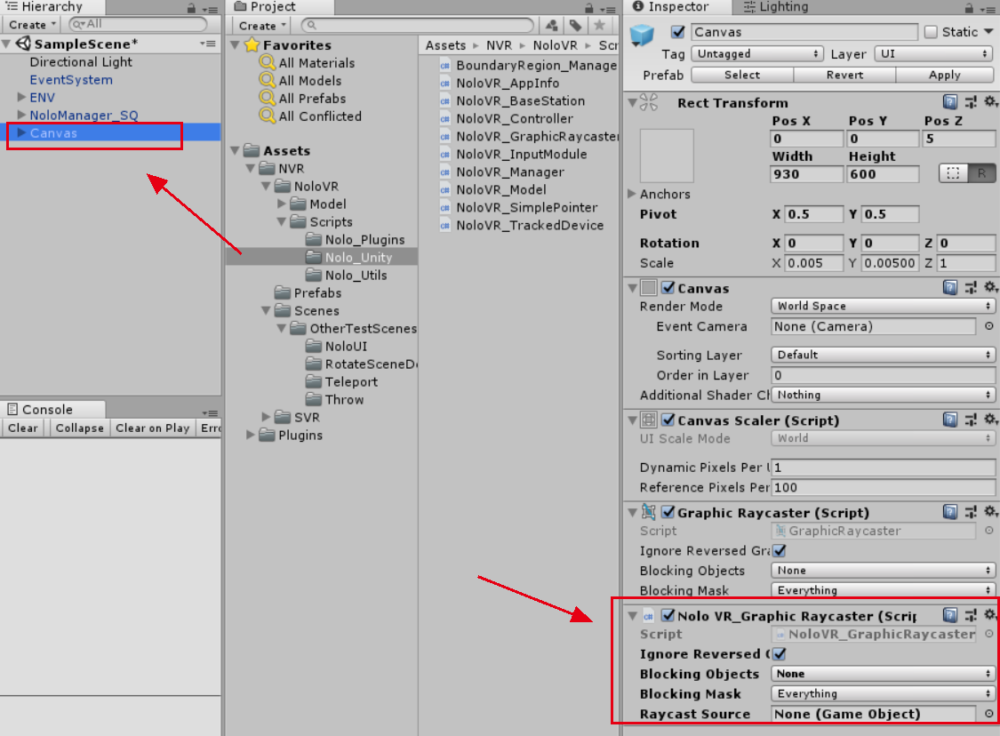 Hierarchy
Create
All
SampleScene*
Directional Light
EventSystem
ENV
NoloManager_SQ
Canvas
Console
Clear Collapse Clear on Play Erro
Project
Create
Favorites
All Materials
All Models
All Prefabs
All Conflicted
Assets
NVR
NoloVR
Model
Scripts
Nolo_Plugins
Nolo_Unity
Nolo_Utils
Prefabs
Scenes
OtherTestScenes
NoloUI
RotateSceneDe
Teleport
Throw
SVR
Plugins
Assets NVR NoloVR Scr
BoundaryRegion_Manage
NoloVR_AppInfo
NoloVR_BaseStation
NoloVR_Controller
NoloVR_GraphicRaycaster
NoloVR_InputModule
NoloVR_Manager
NoloVR_Model
NoloVR_SimplePointer
NoloVR_TrackedDevice
Inspector Lighting
Canvas Static
Tag Untagged Layer UI
Prefab Select Revert Apply
Rect Transform
Pos X Pos Y Pos Z
0 0 5
Width Height
930 600 R
Anchors
Pivot X 0.5 Y 0.5
Rotation X 0 Y 0 Z 0
Scale X 0.005 Y 0.00500 Z 1
Canvas
Render Mode World Space
Event Camera None (Camera)
Sorting Layer Default
Order in Layer 0
Additional Shader Ch Nothing
Canvas Scaler (Script)
UI Scale Mode World
Dynamic Pixels Per U 1
Reference Pixels Per 100
Graphic Raycaster (Script)
Script GraphicRaycaster
Ignore Reversed Gra
Blocking Objects None
Blocking Mask Everything
Nolo VR_Graphic Raycaster (Scrip
Script NoloVR_GraphicRaycaster
Ignore Reversed G
Blocking Objects None
Blocking Mask Everything
Raycast Source None (Game Object)